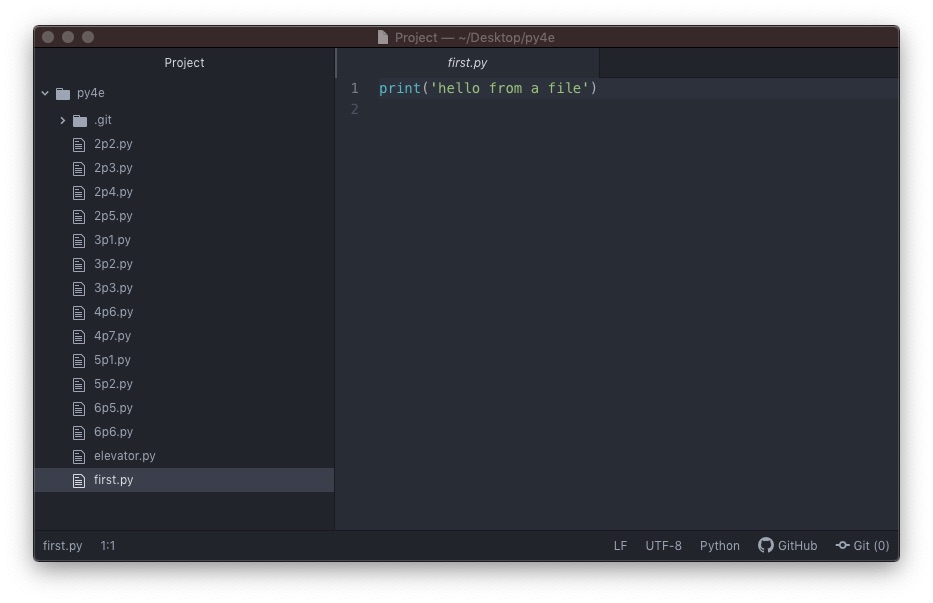 Project — ~/Desktop/py4e
Project
first.py
py4e
.git
2p2.py
2p3.py
2p4.py
2p5.py
3p1.py
3p2.py
3p3.py
4p6.py
4p7.py
5p1.py
5p2.py
6p5.py
6p6.py
elevator.py
first.py
1 print('hello from a file')
2
first.py 1:1 LF UTF-8 Python GitHub Git (0)